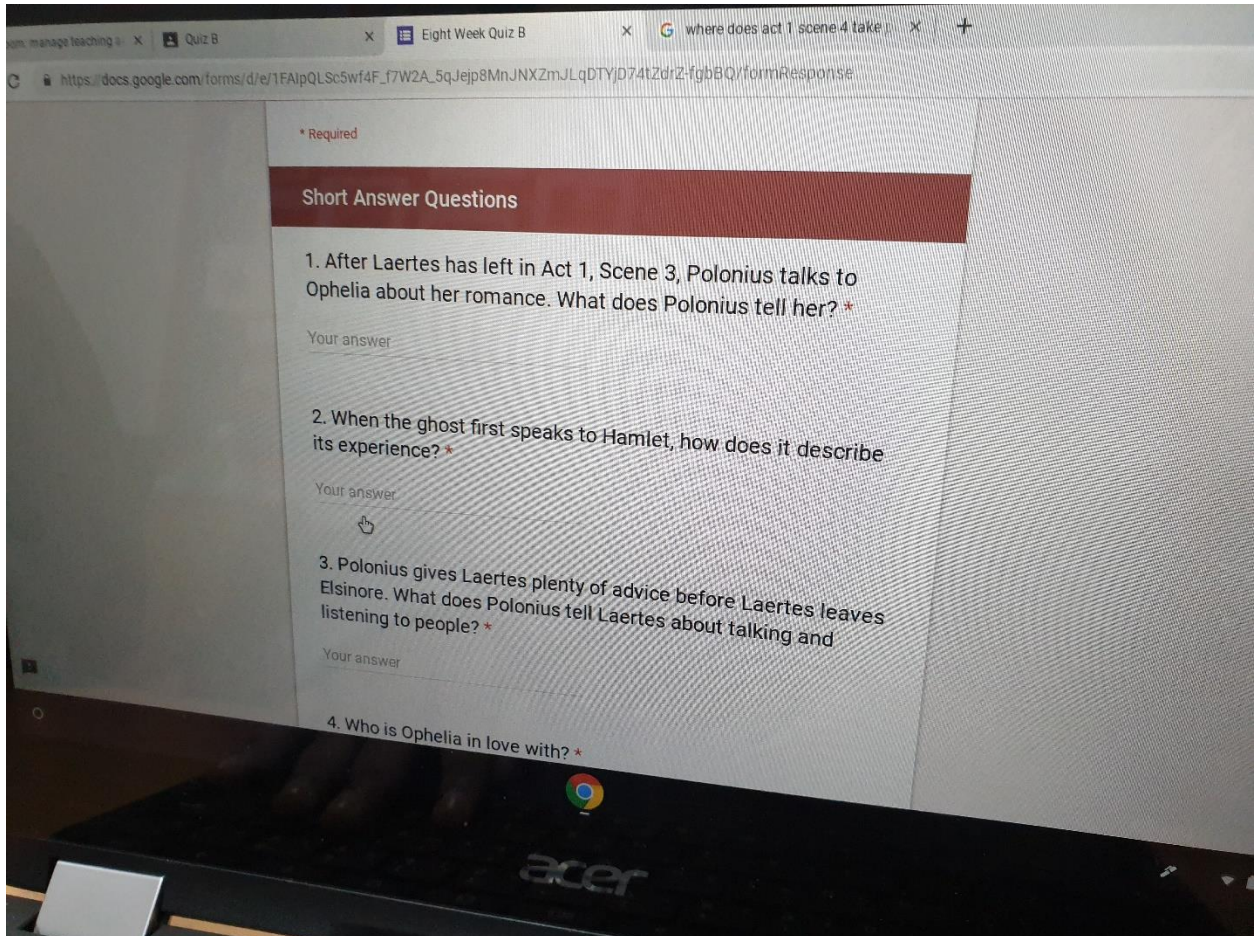 manage teaching a
Quiz B
Eight Week Quiz B
where does act 1 scene 4 take
https://docs.google.com/forms/d/e/1FAIpQLSc5wf4F_f7W2A_5qJejp8MnJNXZmJLqDTYjD74tZdrZ-fgbBQ/formResponse
* Required
Short Answer Questions
1. After Laertes has left in Act 1, Scene 3, Polonius talks to
Ophelia about her romance. What does Polonius tell her? *
Your answer
2. When the ghost first speaks to Hamlet, how does it describe
its experience? *
Your answer
3. Polonius gives Laertes plenty of advice before Laertes leaves
Elsinore. What does Polonius tell Laertes about talking and
listening to people? *
Your answer
4. Who is Ophelia in love with? *
acer